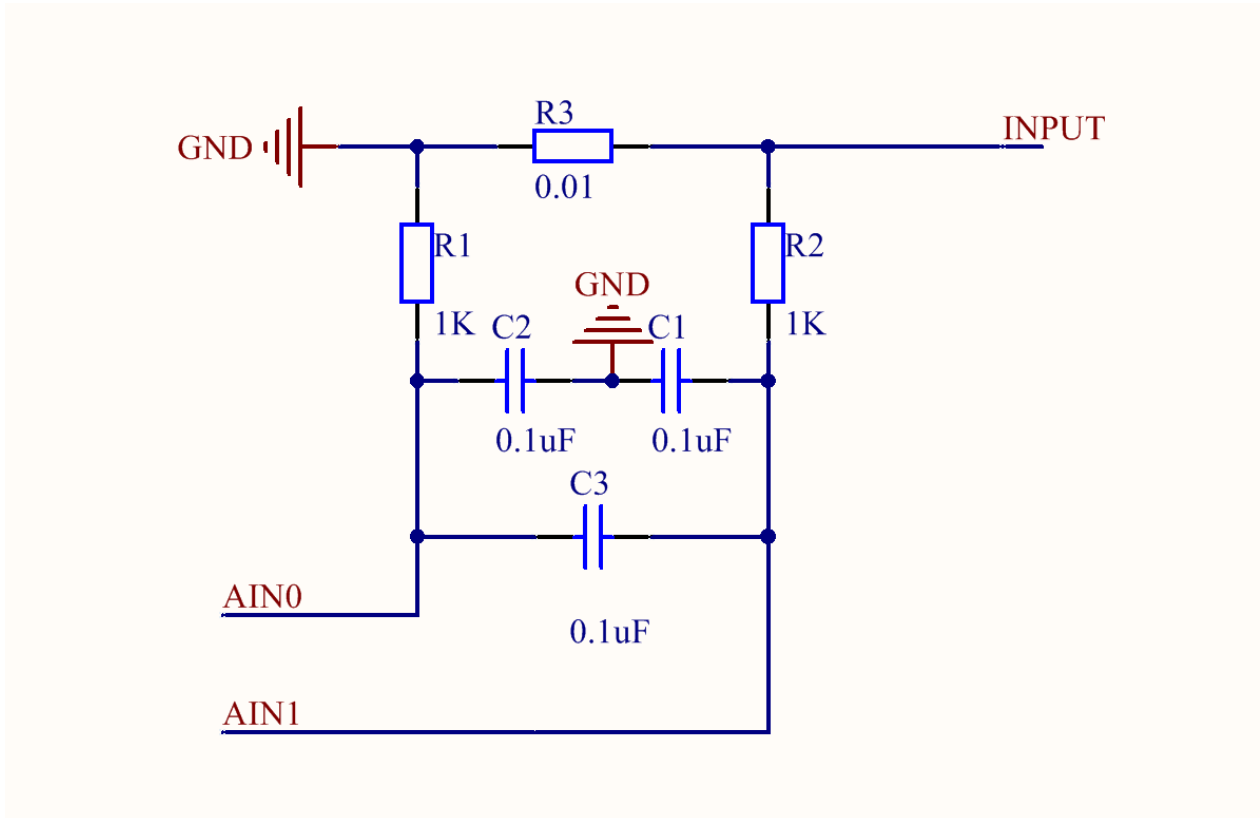 R3
INPUT
GND
0.01
R1
R2
GND
1K
C2
C1
1K
0.1uF
0.1uF
C3
AIN0
0.1uF
AIN1